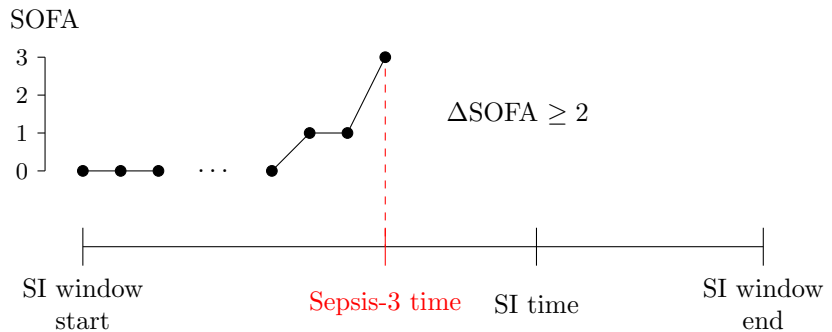 SOFA
3
2
1
0
ΔSOFA ≥ 2
· · ·
SI window
start
Sepsis-3 time
SI time
SI window
end